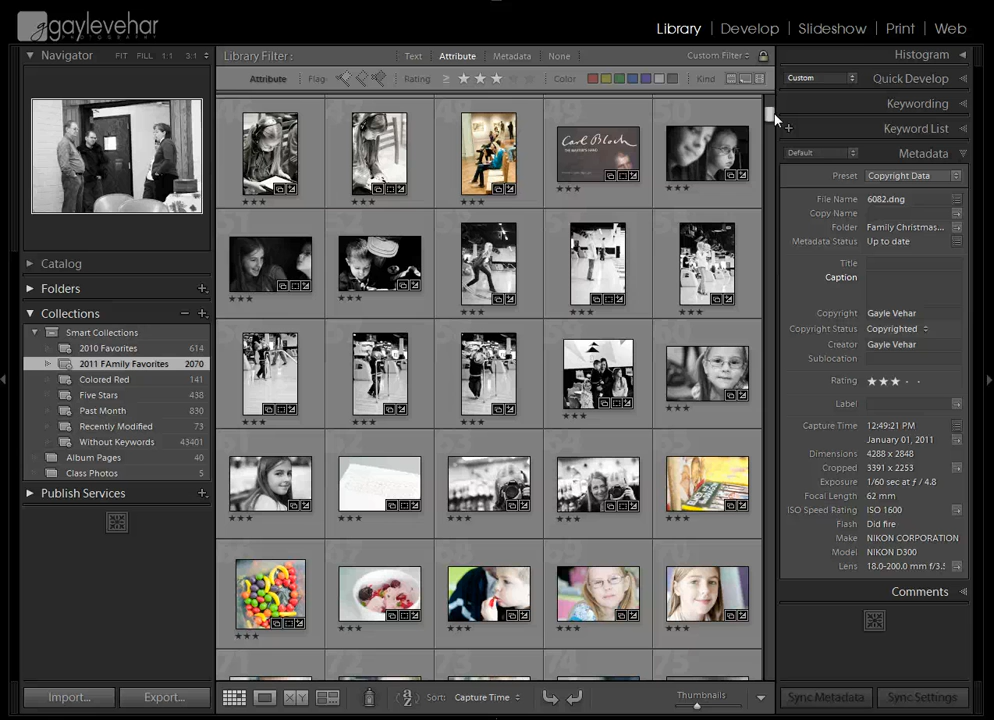 gaylevehar
Library | Develop | Slideshow | Print | Web
Navigator FIT FILL 1:1 3:1
Catalog
Folders
Collections
Smart Collections
2010 Favorites 614
2011 FAmily Favorites 2070
Colored Red 141
Five Stars 438
Past Month 830
Recently Modified 73
Without Keywords 43401
Album Pages 40
Class Photos 5
Publish Services
Import... Export...
Library Filter : Text Attribute Metadata None Custom Filter
Attribute Flag Rating ≥ ★ ★ ★ Color Kind
Carl Bloch
THE MASTER'S HAND
Sort: Capture Time Thumbnails
Histogram
Custom Quick Develop
Keywording
Keyword List
Default Metadata
Preset Copyright Data
File Name 6082.dng
Copy Name
Folder Family Christmas...
Metadata Status Up to date
Title
Caption
Copyright Gayle Vehar
Copyright Status Copyrighted
Creator Gayle Vehar
Sublocation
Rating ★ ★ ★ · ·
Label
Capture Time 12:49:21 PM
January 01, 2011
Dimensions 4288 x 2848
Cropped 3391 x 2253
Exposure 1/60 sec at ƒ / 4.8
Focal Length 62 mm
ISO Speed Rating ISO 1600
Flash Did fire
Make NIKON CORPORATION
Model NIKON D300
Lens 18.0-200.0 mm f/3.5
Comments
Sync Metadata Sync Settings